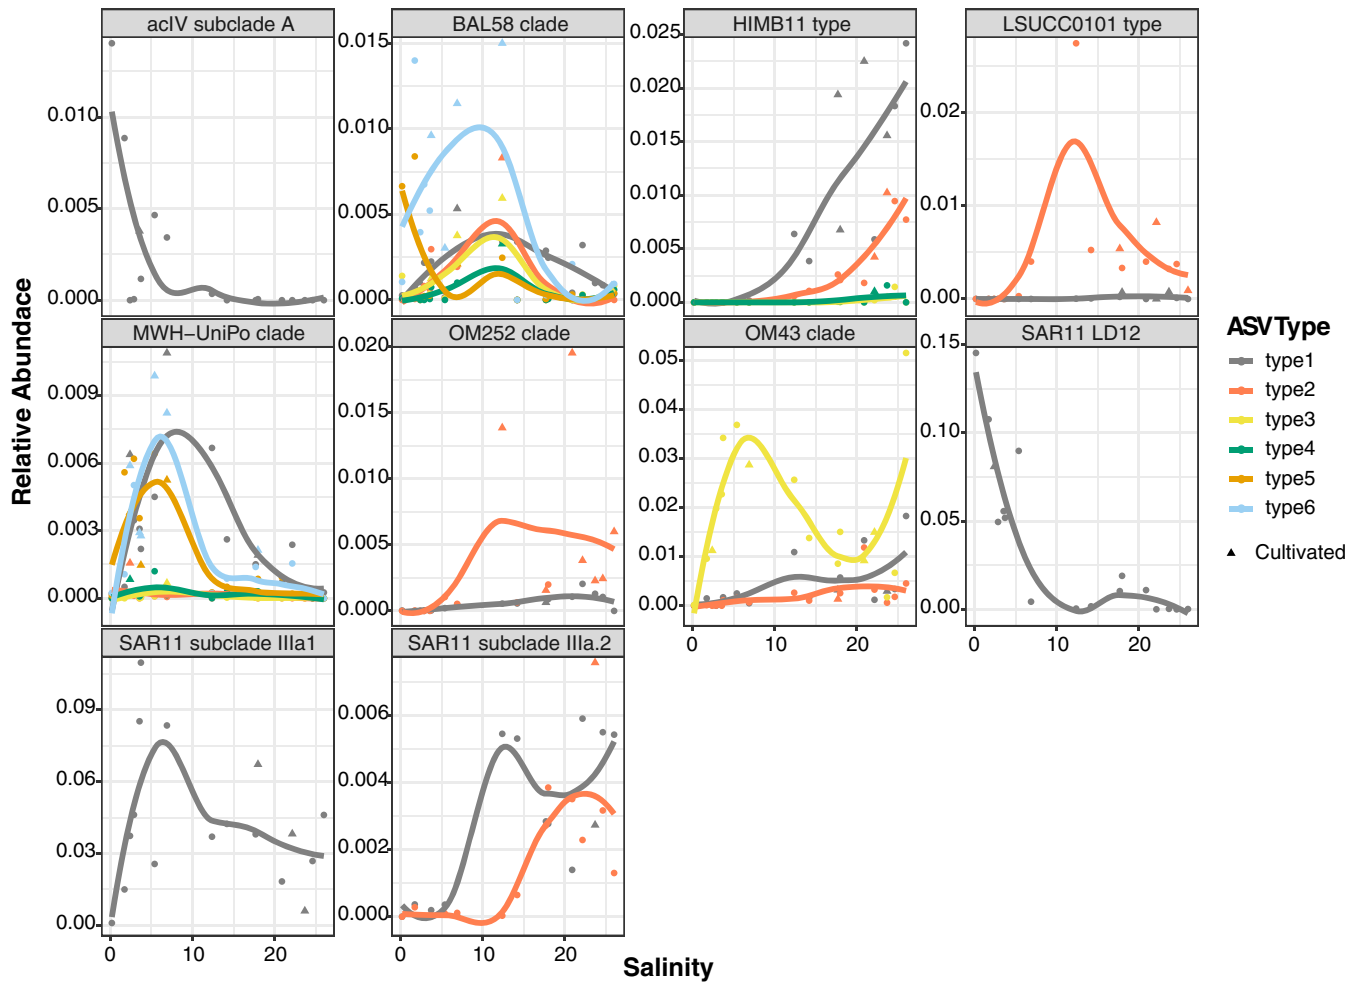 acIV subclade A
BAL58 clade
HIMB11 type
LSUCC0101 type
0.010
0.005
0.000
0.015
0.010
0.005
0.000
0.025
0.020
0.015
0.010
0.005
0.000
0.02
0.01
0.00
MWH−UniPo clade
OM252 clade
OM43 clade
SAR11 LD12
0.009
0.006
0.003
0.000
0.020
0.015
0.010
0.005
0.000
0.05
0.04
0.03
0.02
0.01
0.00
0.15
0.10
0.05
0.00
0 10 20
0 10 20
SAR11 subclade IIIa1
SAR11 subclade IIIa.2
0.09
0.06
0.03
0.00
0.006
0.004
0.002
0.000
0 10 20
0 10 20
Salinity
Relative Abundace
ASV Type
type1
type2
type3
type4
type5
type6
Cultivated